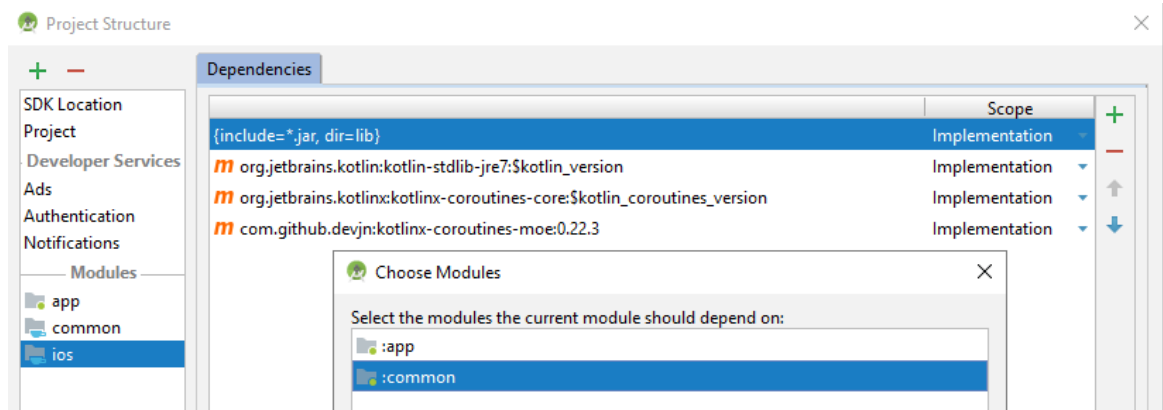 Project Structure
Dependencies
SDK Location
Project
Developer Services
Ads
Authentication
Notifications
Modules
app
common
ios
Scope
{include=*.jar, dir=lib} Implementation
m org.jetbrains.kotlin:kotlin-stdlib-jre7:$kotlin_version Implementation
m org.jetbrains.kotlinx:kotlinx-coroutines-core:$kotlin_coroutines_version Implementation
m com.github.devjn:kotlinx-coroutines-moe:0.22.3 Implementation
Choose Modules
Select the modules the current module should depend on:
:app
:common